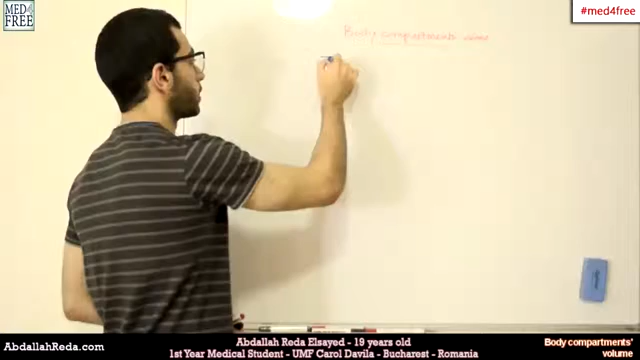 MED
4
FREE
#med4free
Body compartments
AbdallahReda.com
Abdallah Reda Elsayed - 19 years old
1st Year Medical Student - UMF Carol Davila - Bucharest - Romania
Body compartments'
volume